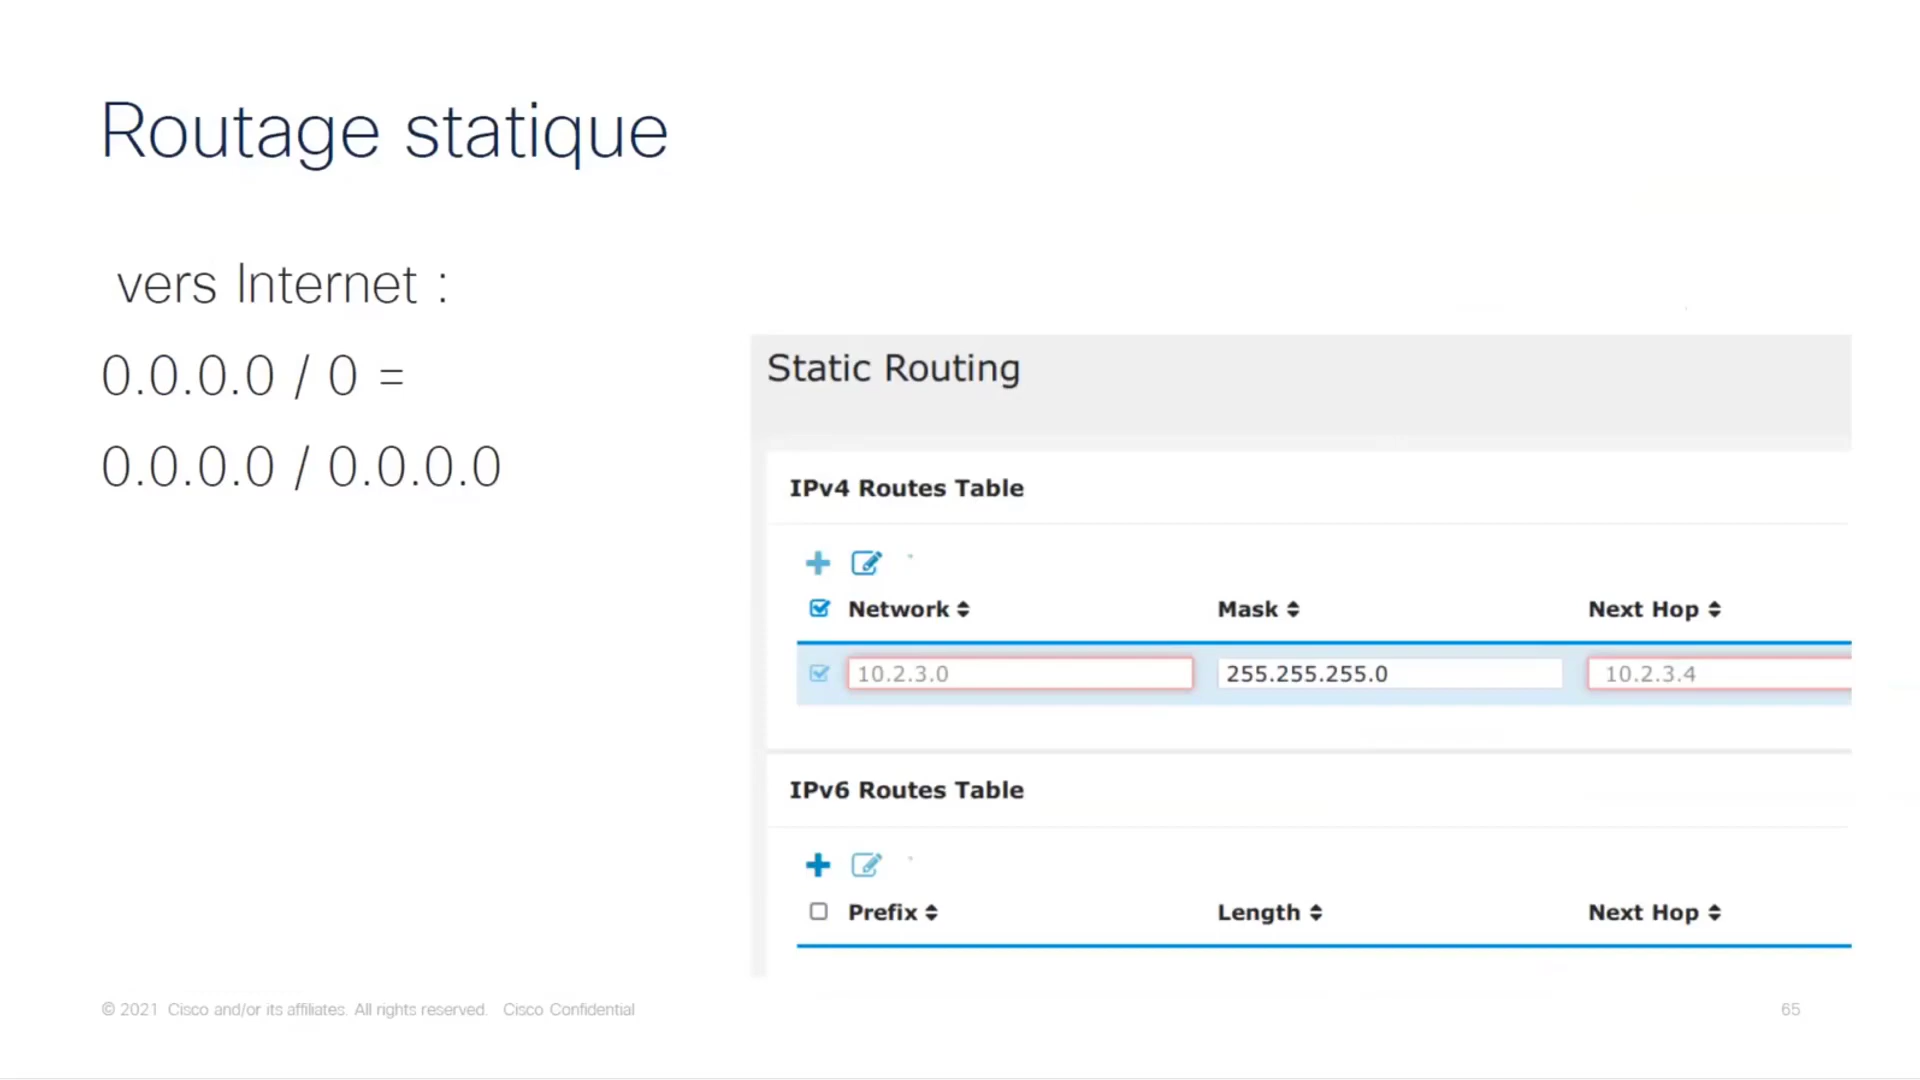 Routage statique
vers Internet :
0.0.0.0 / 0 =
0.0.0.0 / 0.0.0.0
Static Routing
IPv4 Routes Table
Network Mask Next Hop
10.2.3.0 255.255.255.0 10.2.3.4
IPv6 Routes Table
Prefix Length Next Hop
© 2021 Cisco and/or its affiliates. All rights reserved. Cisco Confidential
65